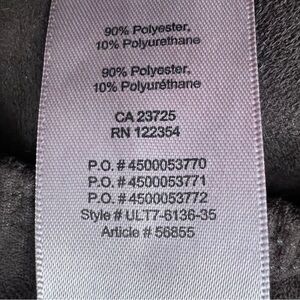 90% Polyester,
10% Polyurethane
90% Polyester,
10% Polyuréthane
CA 23725
RN 122354
P.O. # 4500053770
P.O. # 4500053771
P.O. # 4500053772
Style # ULT7-6136-35
Article # 56855